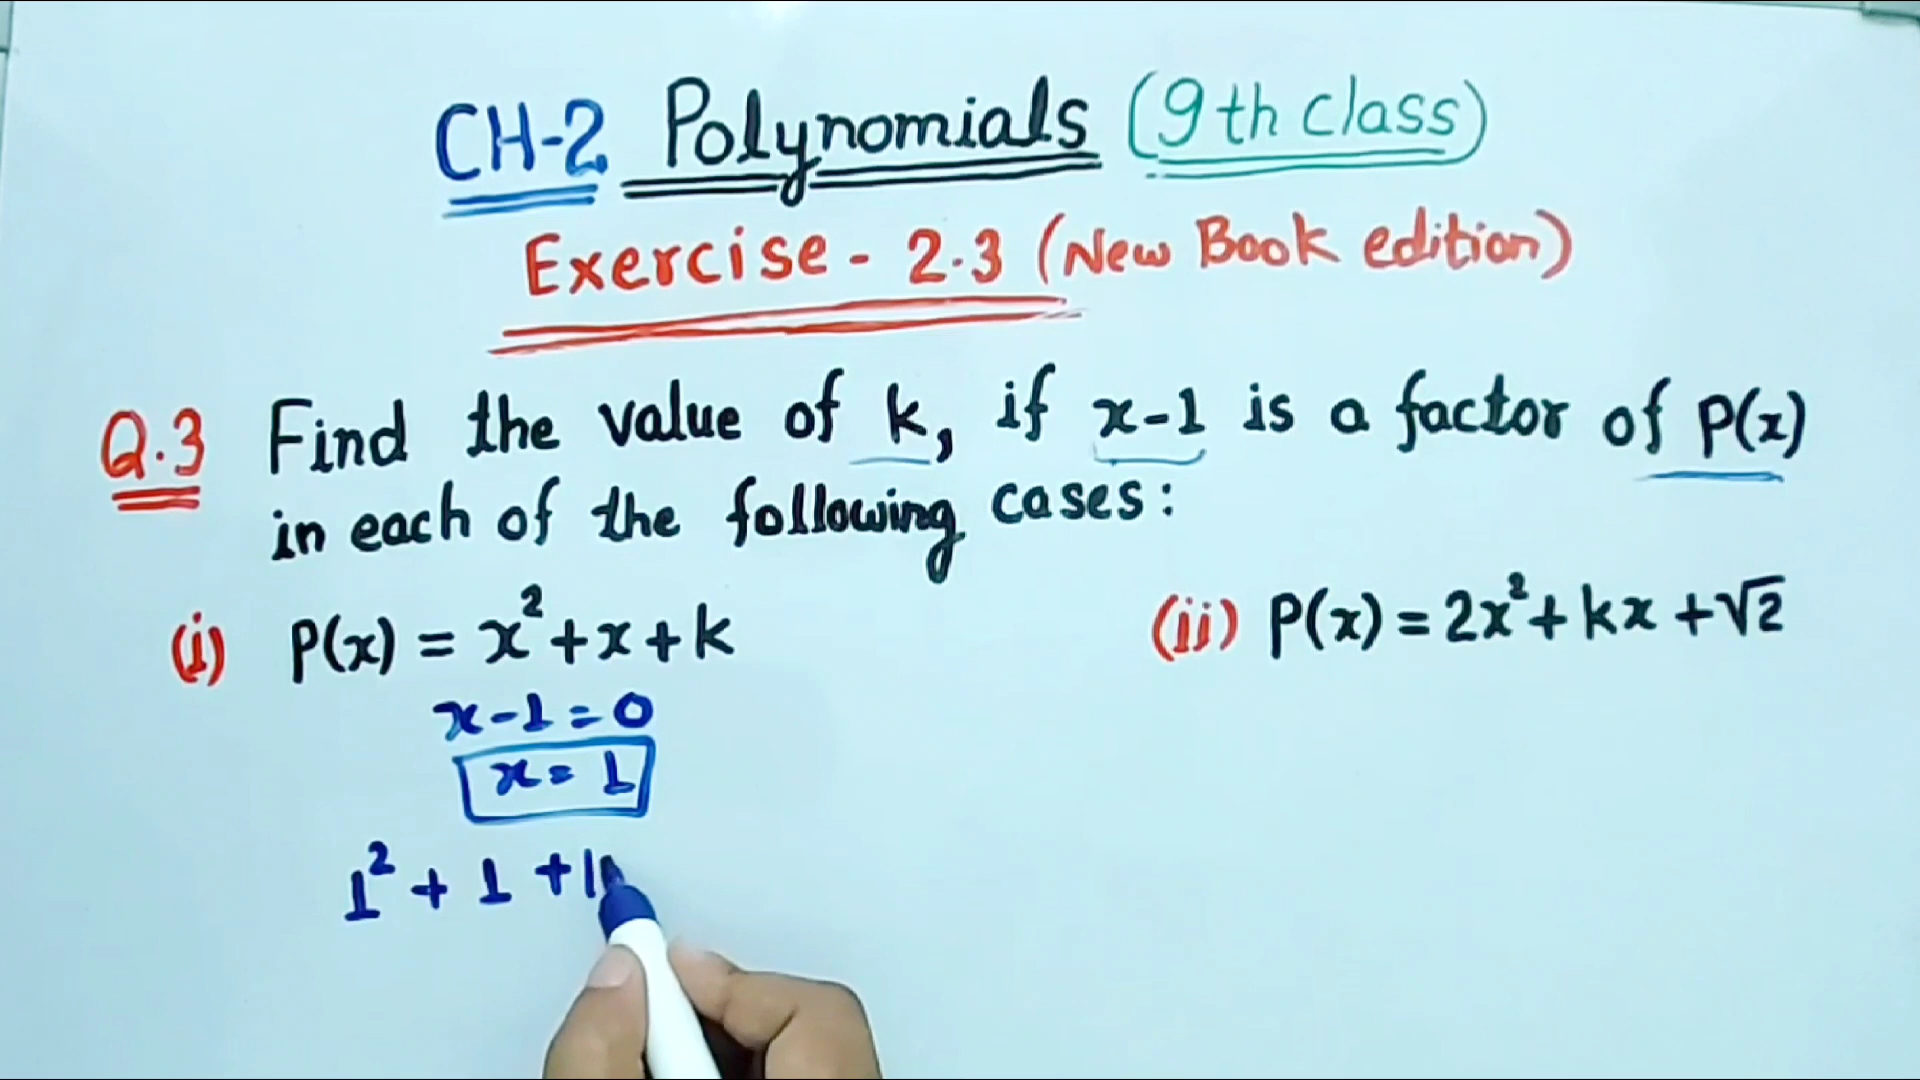 CH-2 Polynomials (9th class)
Exercise - 2.3 (New Book edition)
Q.3 Find the value of k, if x-1 is a factor of P(x)
in each of the following cases:
(i) P(x) = x²+x+k
(ii) P(x) = 2x²+kx+√2
x-1=0
x=1
1² + 1 +